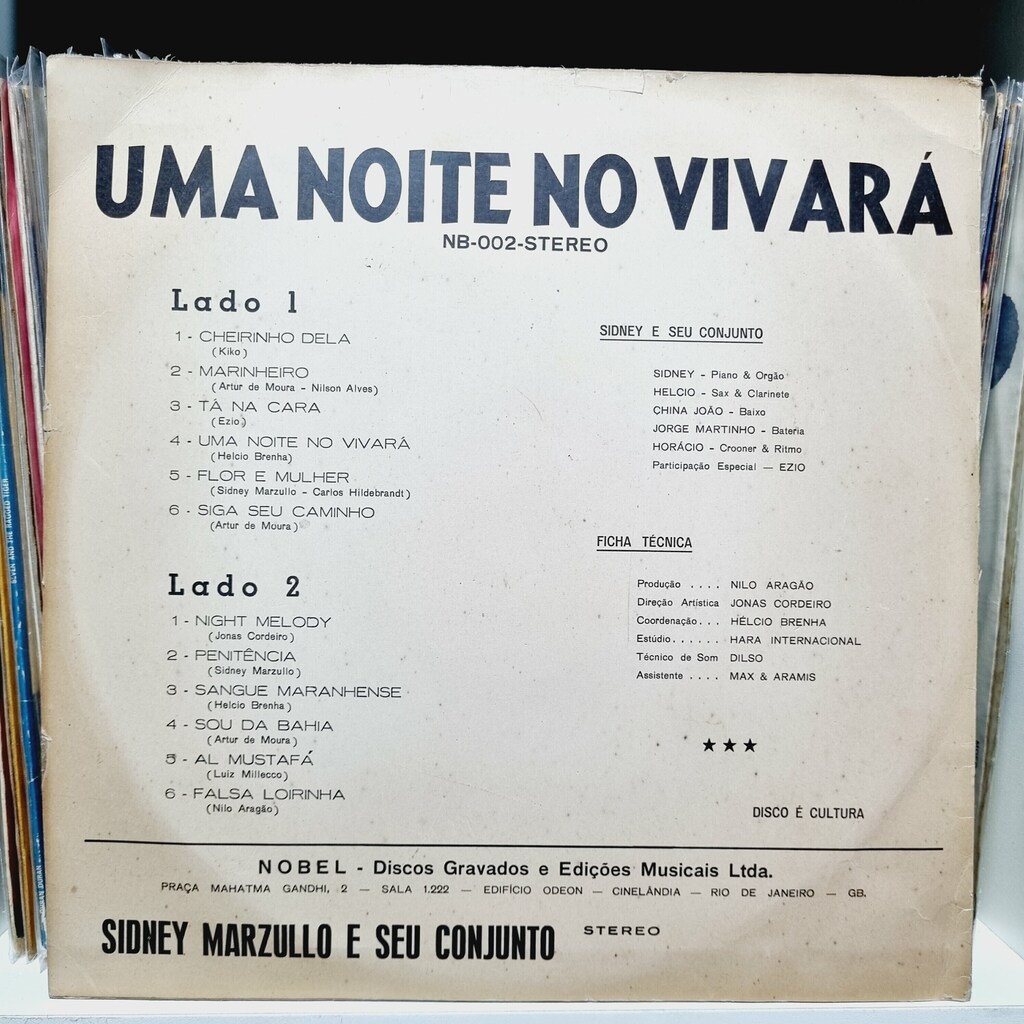 UMA NOITE NO VIVARÁ
NB-002-STEREO
Lado 1
1 - CHEIRINHO DELA
(Kiko)
2 - MARINHEIRO
(Artur de Moura - Nilson Alves)
3 - TÁ NA CARA
(Ezio)
4 - UMA NOITE NO VIVARÁ
(Helcio Brenha)
5 - FLOR E MULHER
(Sidney Marzullo - Carlos Hildebrandt)
6 - SIGA SEU CAMINHO
(Artur de Moura)
Lado 2
1 - NIGHT MELODY
(Jonas Cordeiro)
2 - PENITÊNCIA
(Sidney Marzullo)
3 - SANGUE MARANHENSE
(Helcio Brenha)
4 - SOU DA BAHIA
(Artur de Moura)
5 - AL MUSTAFÁ
(Luiz Millecco)
6 - FALSA LOIRINHA
(Nilo Aragão)
SIDNEY E SEU CONJUNTO
SIDNEY - Piano & Orgão
HELCIO - Sax & Clarinete
CHINA JOÃO - Baixo
JORGE MARTINHO - Bateria
HORÁCIO - Crooner & Ritmo
Participação Especial — EZIO
FICHA TÉCNICA
Produção .... NILO ARAGÃO
Direção Artística JONAS CORDEIRO
Coordenação... HÉLCIO BRENHA
Estúdio...... HARA INTERNACIONAL
Técnico de Som DILSO
Assistente .... MAX & ARAMIS
★★★
DISCO É CULTURA
NOBEL - Discos Gravados e Edições Musicais Ltda.
PRAÇA MAHATMA GANDHI, 2 — SALA 1.222 — EDIFÍCIO ODEON — CINELÂNDIA — RIO DE JANEIRO — GB.
SIDNEY MARZULLO E SEU CONJUNTO
STEREO